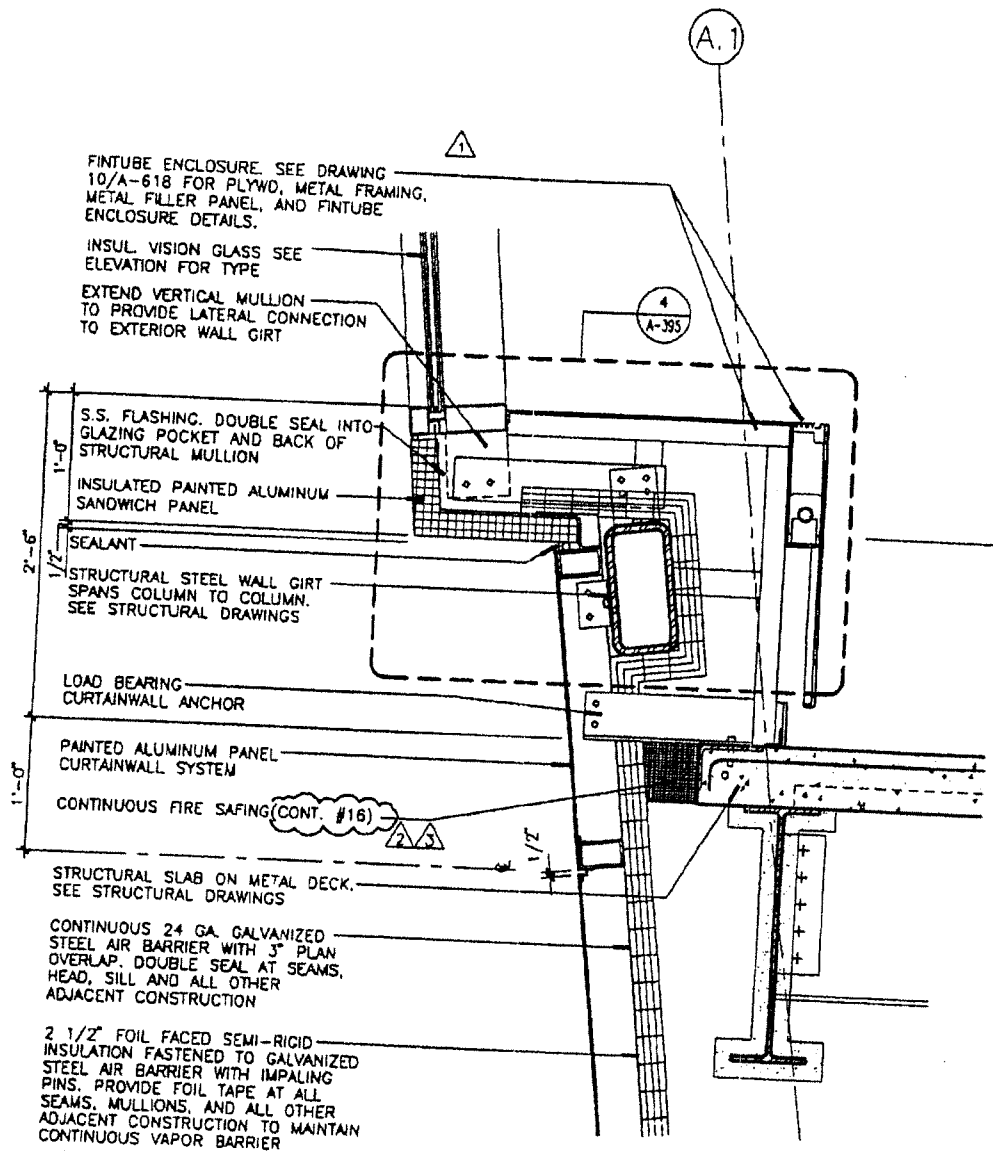 A.1
1
FINTUBE ENCLOSURE. SEE DRAWING
10/A-618 FOR PLYWD, METAL FRAMING,
METAL FILLER PANEL, AND FINTUBE
ENCLOSURE DETAILS.
INSUL. VISION GLASS SEE
ELEVATION FOR TYPE
EXTEND VERTICAL MULLION
TO PROVIDE LATERAL CONNECTION
TO EXTERIOR WALL GIRT
4
A-395
S.S. FLASHING. DOUBLE SEAL INTO
GLAZING POCKET AND BACK OF
STRUCTURAL MULLION
1'-0"
INSULATED PAINTED ALUMINUM
SANDWICH PANEL
2'-6"
1/2"
SEALANT
STRUCTURAL STEEL WALL GIRT
SPANS COLUMN TO COLUMN.
SEE STRUCTURAL DRAWINGS
LOAD BEARING
CURTAINWALL ANCHOR
PAINTED ALUMINUM PANEL
CURTAINWALL SYSTEM
1'-0"
CONTINUOUS FIRE SAFING (CONT. #16)
2 3
1/2"
STRUCTURAL SLAB ON METAL DECK.
SEE STRUCTURAL DRAWINGS
CONTINUOUS 24 GA. GALVANIZED
STEEL AIR BARRIER WITH 3" PLAN
OVERLAP. DOUBLE SEAL AT SEAMS,
HEAD, SILL AND ALL OTHER
ADJACENT CONSTRUCTION
2 1/2" FOIL FACED SEMI-RIGID
INSULATION FASTENED TO GALVANIZED
STEEL AIR BARRIER WITH IMPALING
PINS. PROVIDE FOIL TAPE AT ALL
SEAMS, MULLIONS, AND ALL OTHER
ADJACENT CONSTRUCTION TO MAINTAIN
CONTINUOUS VAPOR BARRIER